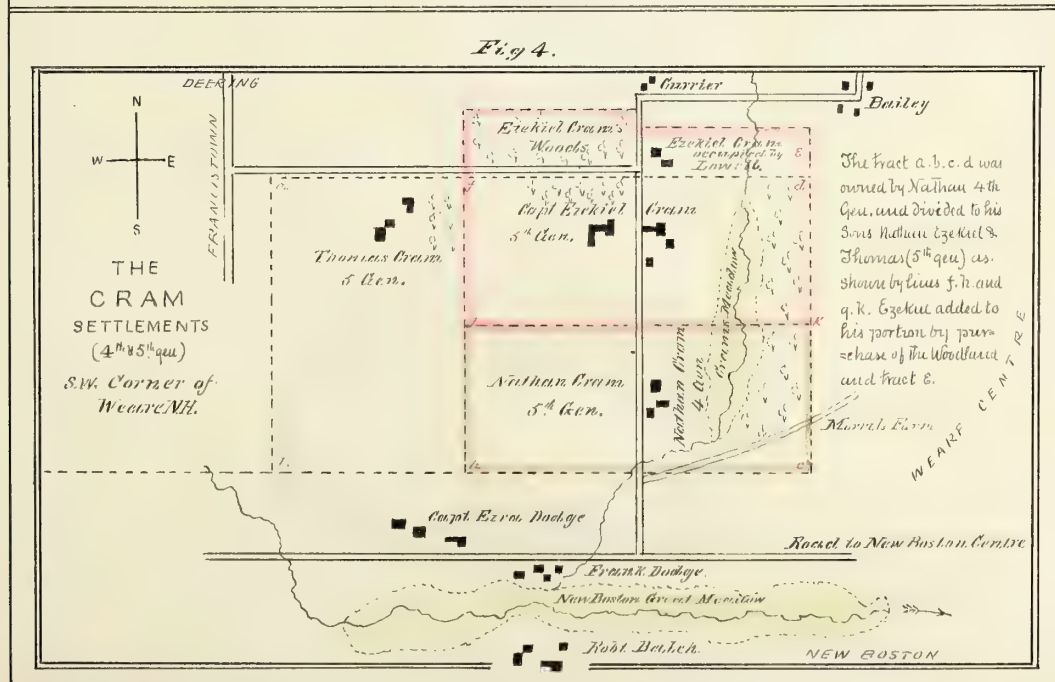 Fig 4.
DEERING
FRANCISTOWN
N
W E
S
THE
CRAM
SETTLEMENTS
(4th & 5th gen)
S.W. Corner of
Weare NH.
Currier
Bailey
Ezekiel Cram's
Woods
Ezekiel Cram
occupied by
E
a
f
d
Capt Ezekiel Cram
5th Gen.
Thomas Cram
5 Gen.
Crams Meadow
The tract a.b.c.d was
owned by Nathan 4th
Gen. and divided to his
Sons Nathan Ezekiel &
Thomas (5th gen) as
shown by lines f.h. and
g.K. Ezekiel added to
his portion by pur=
=chase of the Woodland
and tract E.
K
Nathan Cram
5th Gen.
Nathan Cram
4 Gen
Farm
WEARE CENTRE
h
c
Capt Ezra Dodge
Road to New Boston Centre
Frank Dodge.
New Boston Great Meadow
Robt
NEW BOSTON